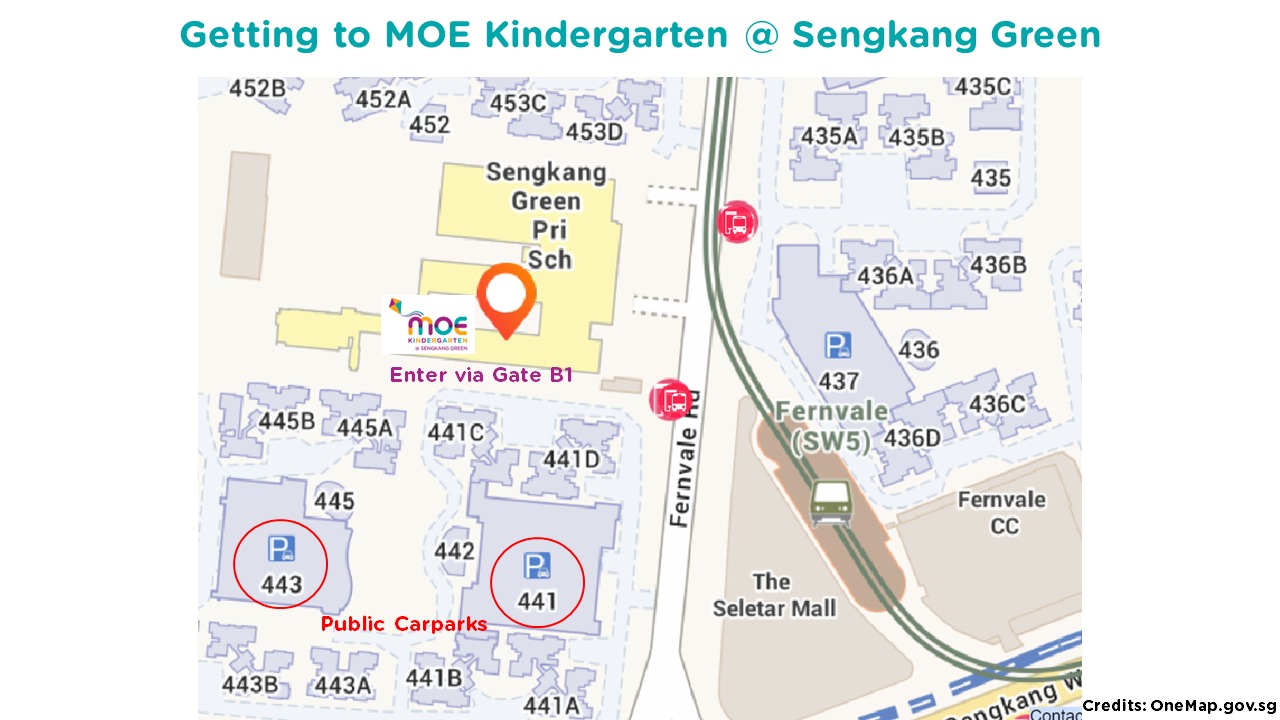 Getting to MOE Kindergarten @ Sengkang Green
452B
452A
452
453C
453D
435C
435A
435B
435
Sengkang
Green
Pri
Sch
436A
436B
moe
KINDERGARTEN
@ SENGKANG GREEN
Enter via Gate B1
P
437
436
436C
436D
Fernvale
(SW5)
Fernvale Rd
445B
445A
441C
441D
445
P
443
442
P
441
Public Carparks
Fernvale
CC
The
Seletar Mall
443B
443A
441B
441A
Sengkang W
Contac
Credits: OneMap.gov.sg